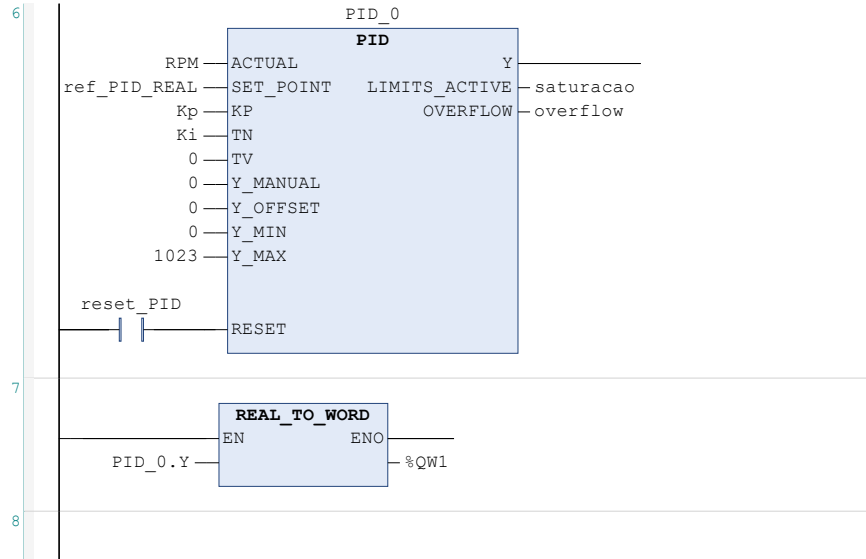 6
PID_0
PID
RPM ACTUAL Y
ref_PID_REAL SET_POINT LIMITS_ACTIVE saturacao
Kp KP OVERFLOW overflow
Ki TN
0 TV
0 Y_MANUAL
0 Y_OFFSET
0 Y_MIN
1023 Y_MAX
reset_PID
RESET
7
REAL_TO_WORD
EN ENO
PID_0.Y %QW1
8